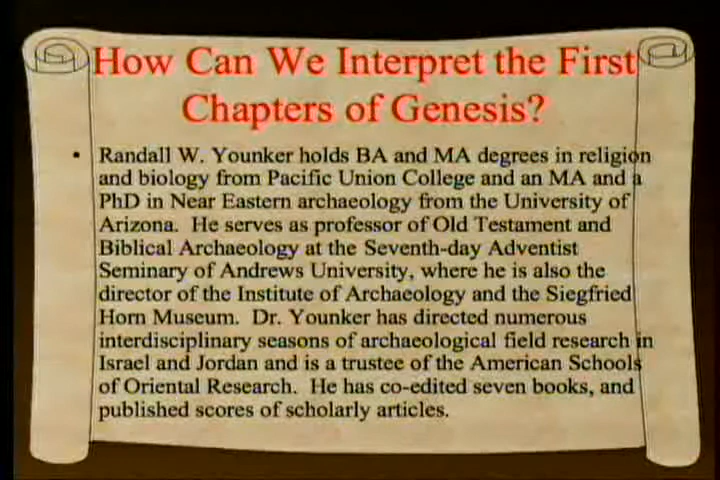 How Can We Interpret the First
Chapters of Genesis?
• Randall W. Younker holds BA and MA degrees in religion
and biology from Pacific Union College and an MA and a
PhD in Near Eastern archaeology from the University of
Arizona. He serves as professor of Old Testament and
Biblical Archaeology at the Seventh-day Adventist
Seminary of Andrews University, where he is also the
director of the Institute of Archaeology and the Siegfried
Horn Museum. Dr. Younker has directed numerous
interdisciplinary seasons of archaeological field research in
Israel and Jordan and is a trustee of the American Schools
of Oriental Research. He has co-edited seven books, and
published scores of scholarly articles.